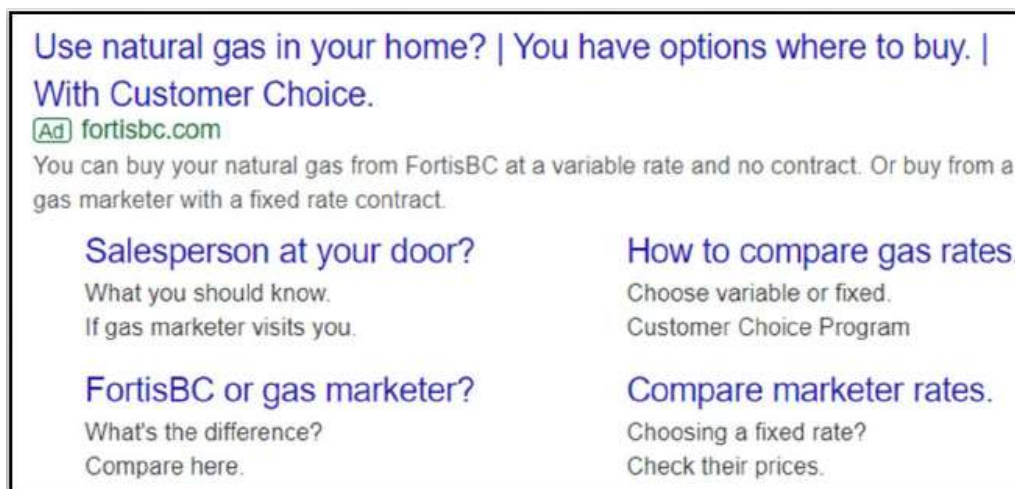 Use natural gas in your home? | You have options where to buy. |
With Customer Choice.
Ad fortisbc.com
You can buy your natural gas from FortisBC at a variable rate and no contract. Or buy from a
gas marketer with a fixed rate contract.
Salesperson at your door?
What you should know.
If gas marketer visits you.
How to compare gas rates.
Choose variable or fixed.
Customer Choice Program
FortisBC or gas marketer?
What's the difference?
Compare here.
Compare marketer rates.
Choosing a fixed rate?
Check their prices.